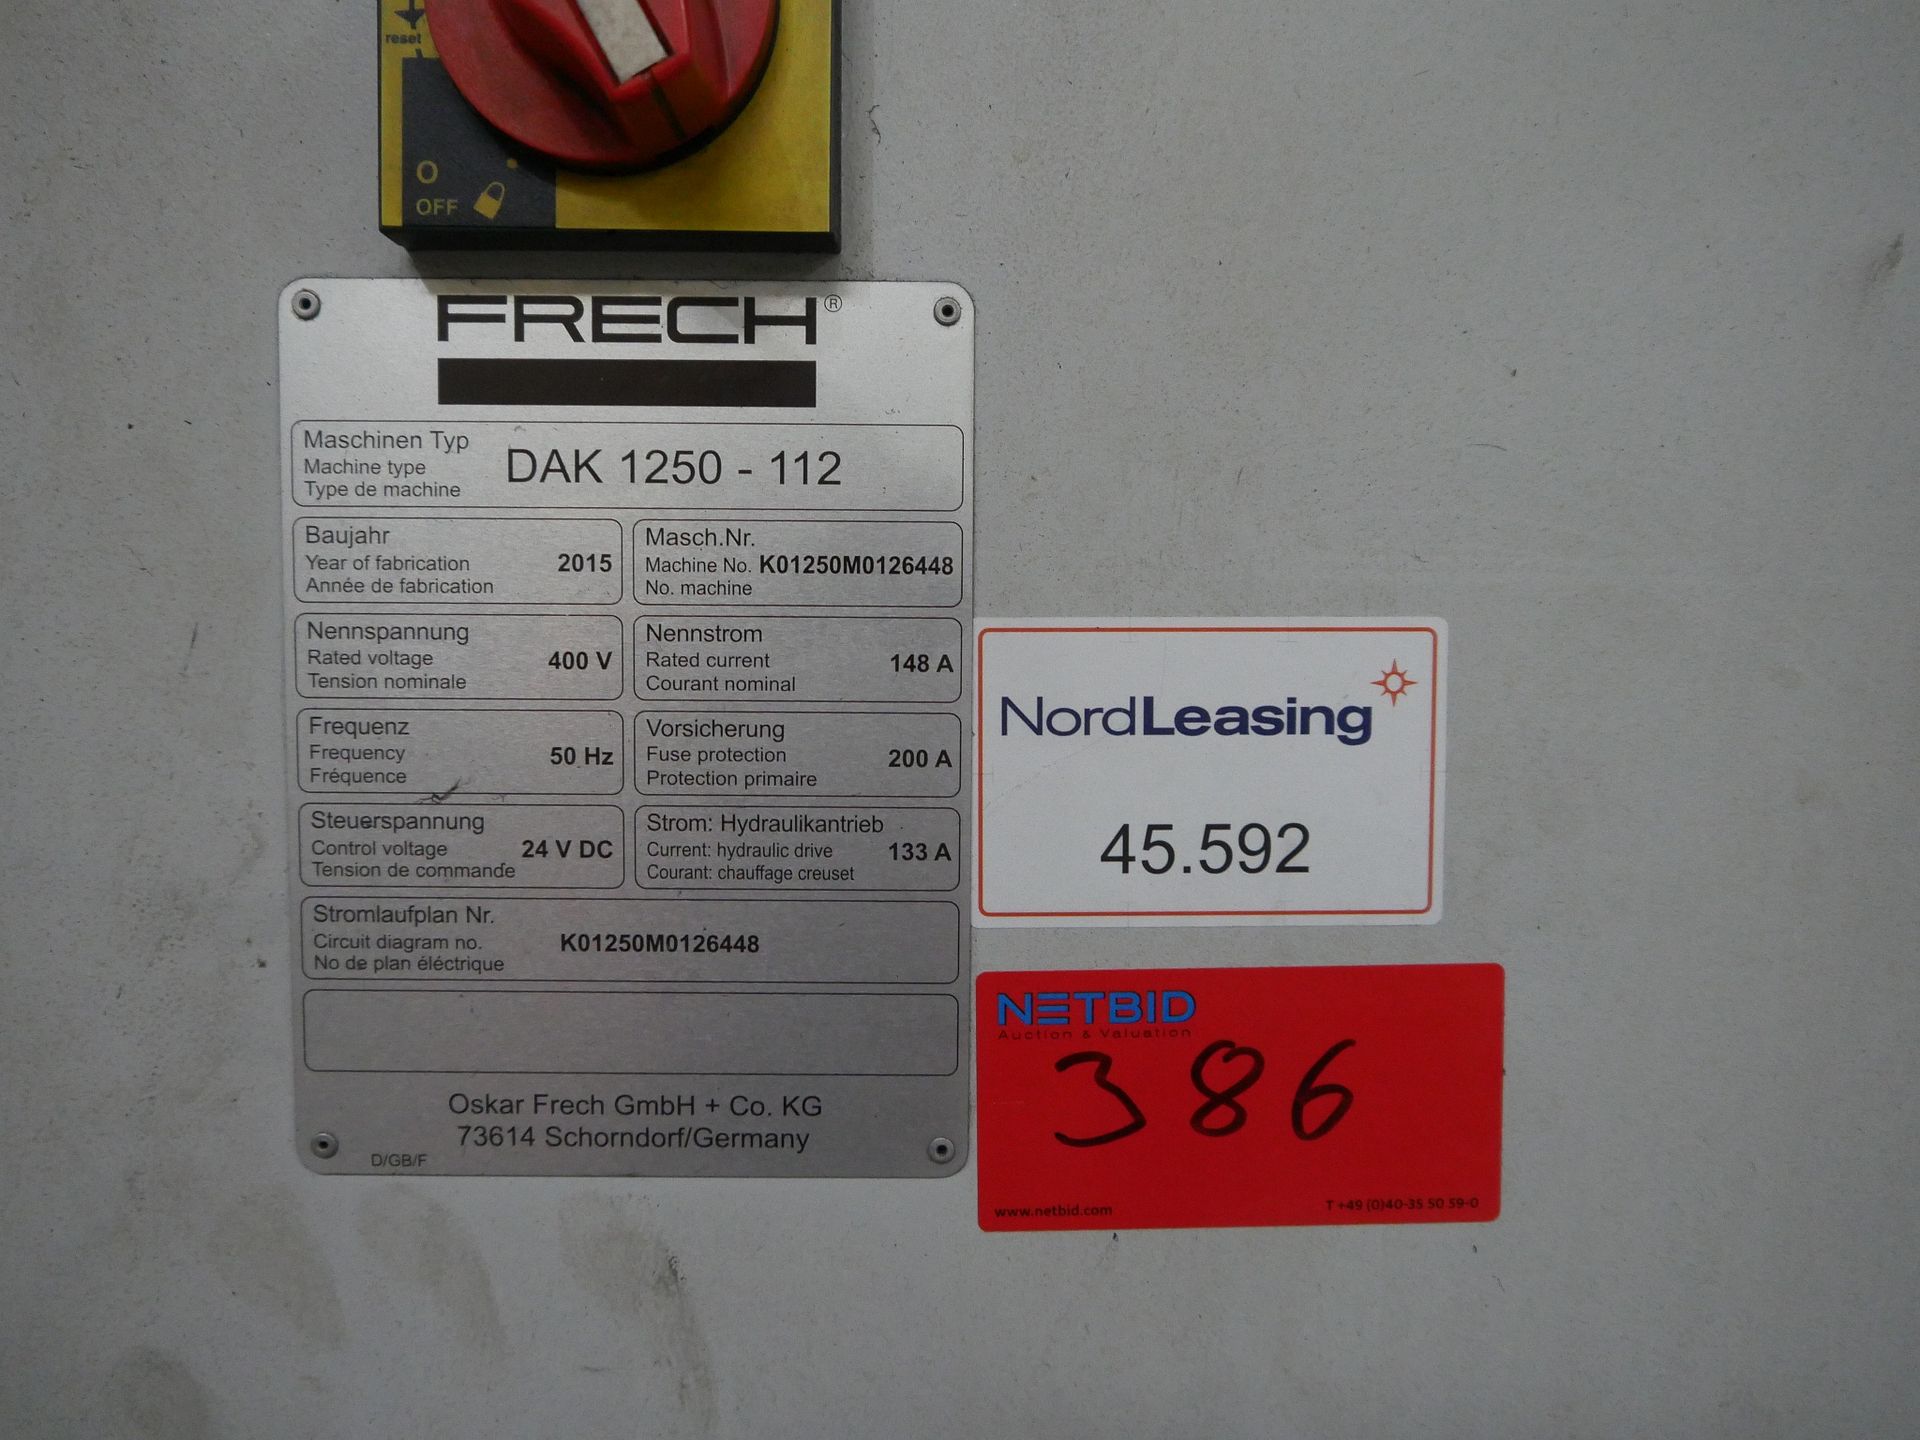 reset
O
OFF
FRECH®
Maschinen Typ
Machine type
Type de machine
DAK 1250 - 112
Baujahr
Year of fabrication
Année de fabrication
2015
Masch.Nr.
Machine No.
No. machine
K01250M0126448
Nennspannung
Rated voltage
Tension nominale
400 V
Nennstrom
Rated current
Courant nominal
148 A
Frequenz
Frequency
Fréquence
50 Hz
Vorsicherung
Fuse protection
Protection primaire
200 A
Steuerspannung
Control voltage
Tension de commande
24 V DC
Strom: Hydraulikantrieb
Current: hydraulic drive
Courant: chauffage creuset
133 A
Stromlaufplan Nr.
Circuit diagram no.
No de plan éléctrique
K01250M0126448
Oskar Frech GmbH + Co. KG
73614 Schorndorf/Germany
D/GB/F
NordLeasing
45.592
NETBID
Auction & Valuation
386
www.netbid.com
T +49 (0)40-35 50 59-0